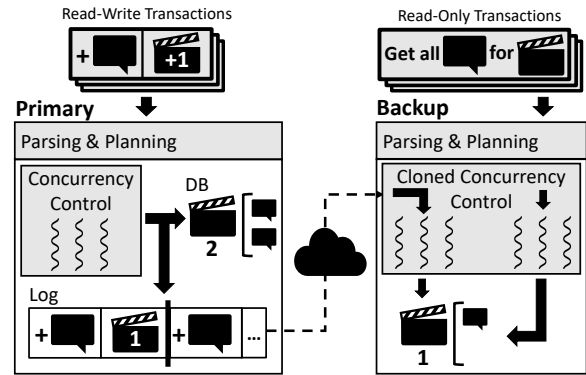 Read-Write Transactions
+ +1
Primary
Parsing & Planning
Concurrency
Control
DB
2
Log
+ 1 + ...
Read-Only Transactions
Get all for
Backup
Parsing & Planning
Cloned Concurrency
Control
1